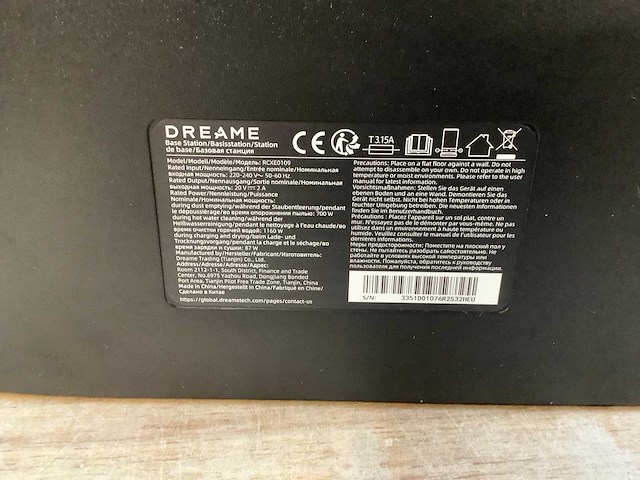 DREAME
Base Station/Basisstation/Station
de base/Базовая станция
T3.15A
Model/Modell/Modèle/Модель: RCXE0109
Rated Input/Nenneingang/Entrée nominale/Номинальная
входная мощность: 220-240 V~ 50-60 Hz
Rated Output/Nennausgang/Sortie nominale/Номинальная
выходная мощность: 20 V⎓ 2 A
Rated Power/Nennleistung/Puissance
Nominale/Номинальная мощность:
during dust emptying/während der Staubentleerung/pendant
le dépoussiérage/во время опорожнения пылью: 700 W
during hot water cleaning/während der
Heißwasserreinigung/pendant le nettoyage à l'eau chaude/во
время очистки горячей водой: 1160 W
during charging and drying/beim Lade- und
Trocknungsvorgang/pendant la charge et le séchage/во
время зарядки и сушки: 87 W
Manufactured by/Hersteller/Fabricant/Изготовитель:
Dreame Trading (Tianjin) Co., Ltd.
Address/Adresse/Adresse/Адрес:
Room 2112-1-1, South District, Finance and Trade
Center, No.6975 Yazhou Road, Dongjiang Bonded
Port Area, Tianjin Pilot Free Trade Zone, Tianjin, China
Made in China/Hergestellt in China/Fabriqué en Chine/
Сделано в Китае
https://global.dreametech.com/pages/contact-us
Precautions: Place on a flat floor against a wall. Do not
attempt to disassemble on your own. Do not operate in high
temperature or moist environments. Please refer to the user
manual for latest information.
Vorsichtsmaßnahmen: Stellen Sie das Gerät auf einen
ebenen Boden und an eine Wand. Demontieren Sie das
Gerät nicht selbst. Nicht bei hohen Temperaturen oder in
feuchter Umgebung betreiben. Die neuesten Informationen
finden Sie im Benutzerhandbuch.
Précautions : Placez l'appareil sur un sol plat, contre un
mur. N'essayez pas de le démonter par vous-même. Ne pas
utiliser dans un environnement à haute température ou
humide. Veuillez consulter le manuel de l'utilisateur pour les
dernières informations.
Меры предосторожности: Поместите на плоский пол у
стены. Не пытайтесь разобрать самостоятельно. Не
работайте в условиях высокой температуры или
влажности. Пожалуйста, обратитесь к руководству
пользователя для получения последней информации.
S/N: 3351D01076R2532HEU